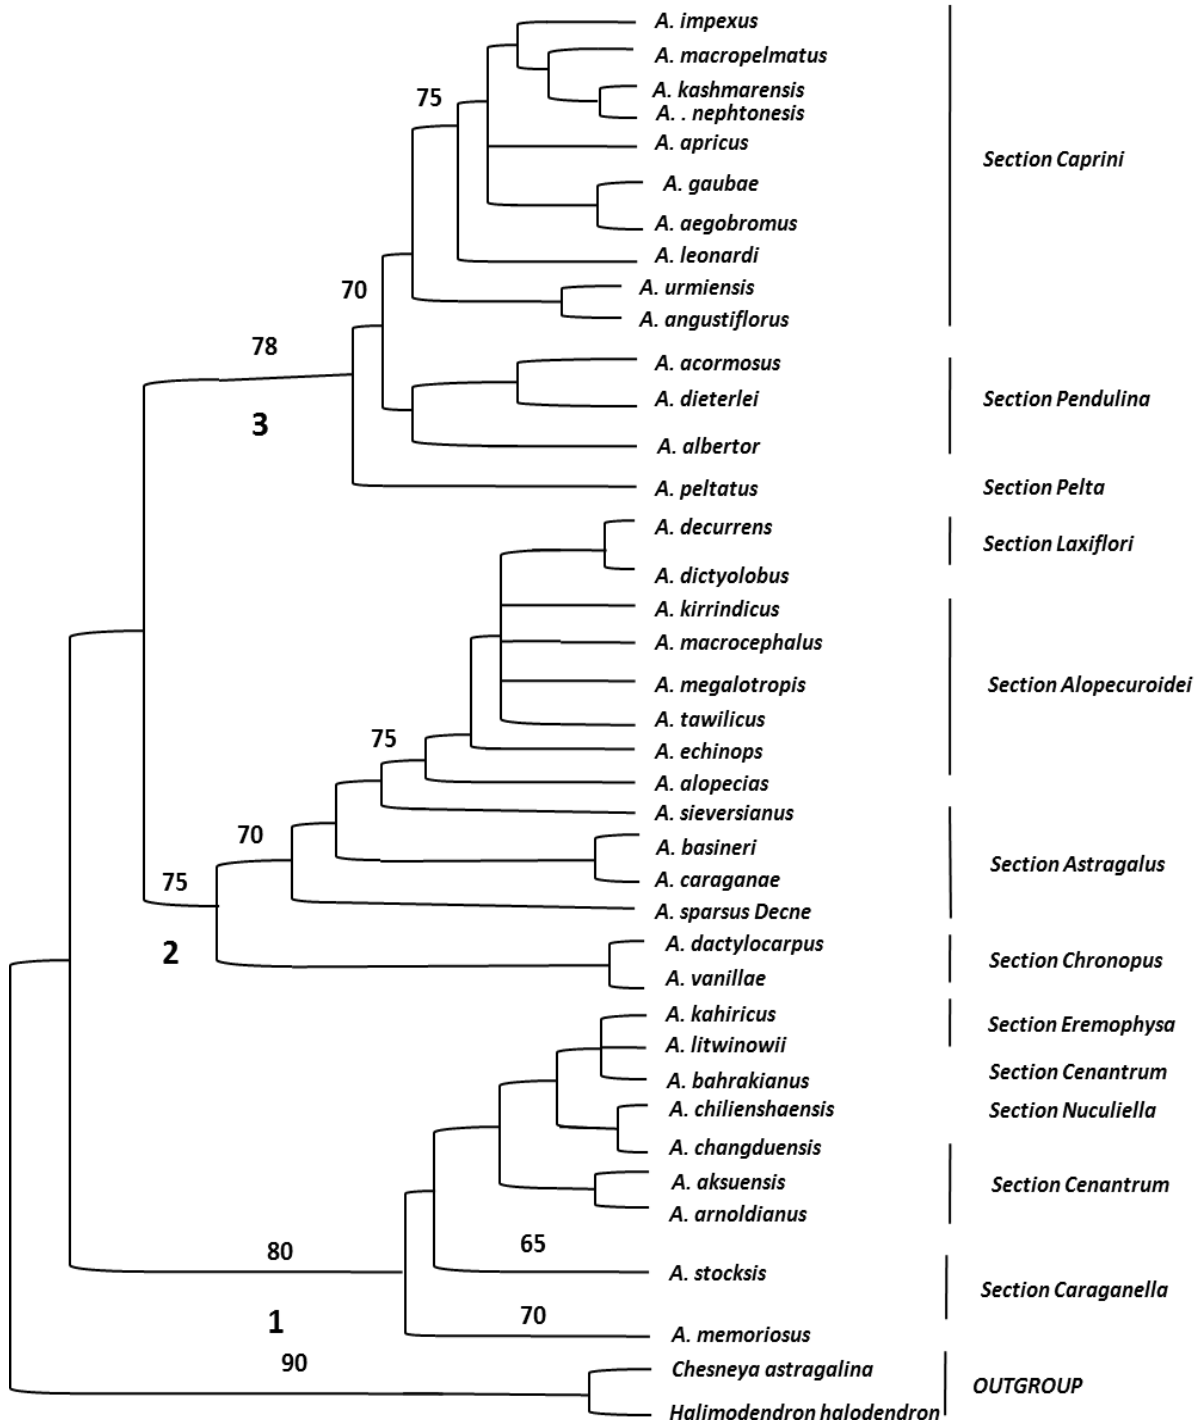 A. impexus
A. macropelmatus
A. kashmarensis
75
A. . nephtonesis
A. apricus
Section Caprini
A. gaubae
A. aegobromus
A. leonardi
A. urmiensis
70
A. angustiflorus
78
A. acormosus
A. dieterlei
Section Pendulina
3
A. albertor
A. peltatus
Section Pelta
A. decurrens
Section Laxiflori
A. dictyolobus
A. kirrindicus
A. macrocephalus
A. megalotropis
Section Alopecuroidei
A. tawilicus
75
A. echinops
A. alopecias
A. sieversianus
70
A. basineri
Section Astragalus
75
A. caraganae
A. sparsus Decne
A. dactylocarpus
2
Section Chronopus
A. vanillae
A. kahiricus
Section Eremophysa
A. litwinowii
Section Cenantrum
A. bahrakianus
A. chilienshaensis
Section Nuculiella
A. changduensis
A. aksuensis
Section Cenantrum
A. arnoldianus
65
80
A. stocksis
Section Caraganella
70
1
A. memoriosus
90
Chesneya astragalina
OUTGROUP
Halimodendron halodendron